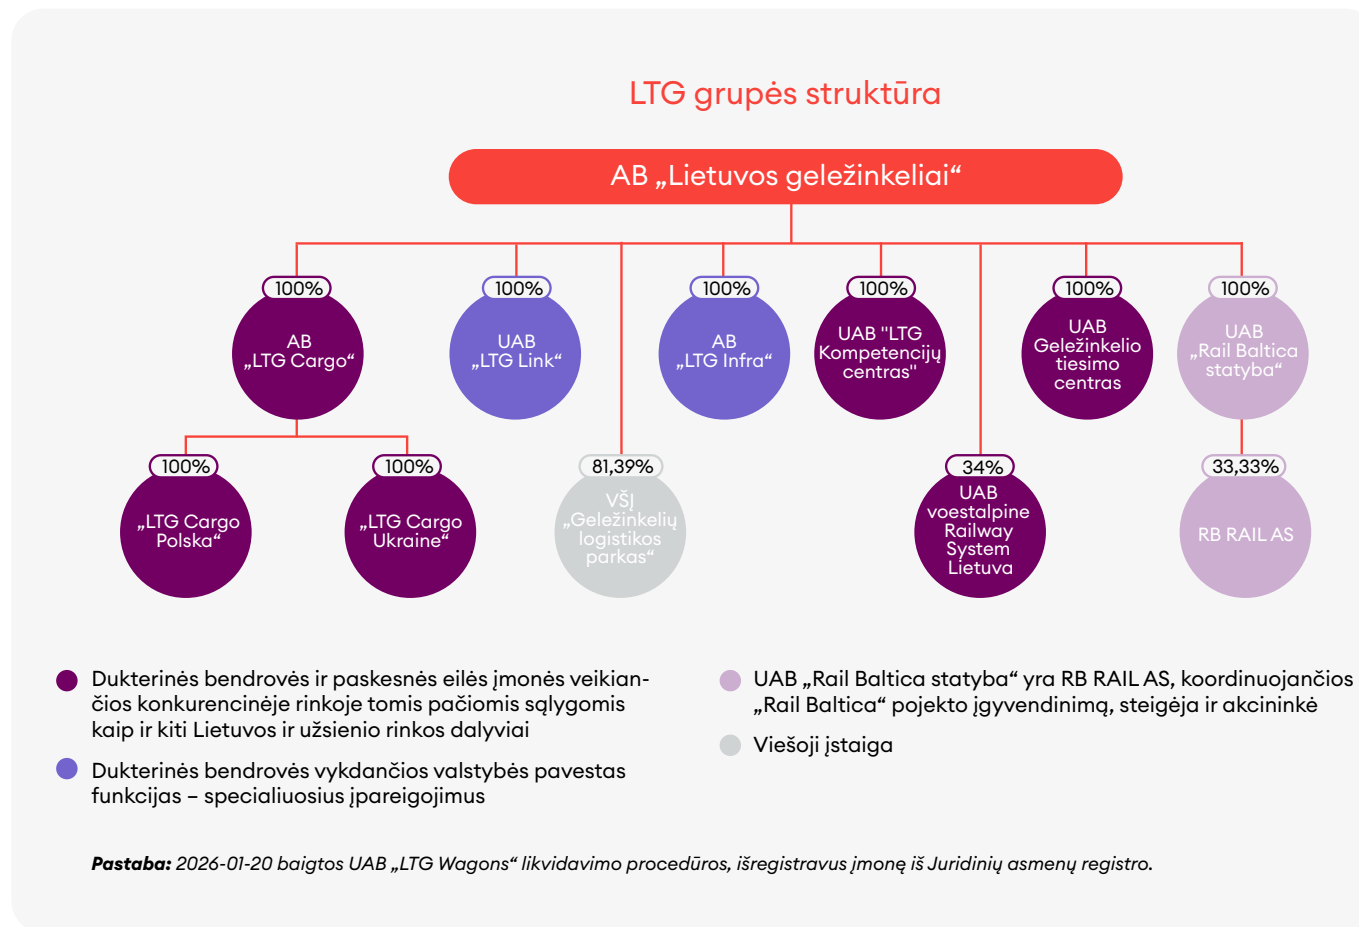 LTG grupės struktūra
AB „Lietuvos geležinkeliai“
100%
AB
„LTG Cargo“
100%
UAB
„LTG Link“
100%
AB
„LTG Infra“
100%
UAB "LTG
Kompetencijų
centras"
100%
UAB
Geležinkelio
tiesimo
centras
100%
UAB
„Rail Baltica
statyba“
100%
„LTG Cargo
Polska“
100%
„LTG Cargo
Ukraine“
81,39%
VŠĮ
„Geležinkelių
logistikos
parkas“
34%
UAB
voestalpine
Railway
System
Lietuva
33,33%
RB RAIL AS
Dukterinės bendrovės ir paskesnės eilės įmonės veikian-
čios konkurencinėje rinkoje tomis pačiomis sąlygomis
kaip ir kiti Lietuvos ir užsienio rinkos dalyviai
Dukterinės bendrovės vykdančios valstybės pavestas
funkcijas – specialiuosius įpareigojimus
UAB „Rail Baltica statyba“ yra RB RAIL AS, koordinuojančios
„Rail Baltica“ pojekto įgyvendinimą, steigėja ir akcininkė
Viešoji įstaiga
Pastaba: 2026-01-20 baigtos UAB „LTG Wagons“ likvidavimo procedūros, išregistravus įmonę iš Juridinių asmenų registro.